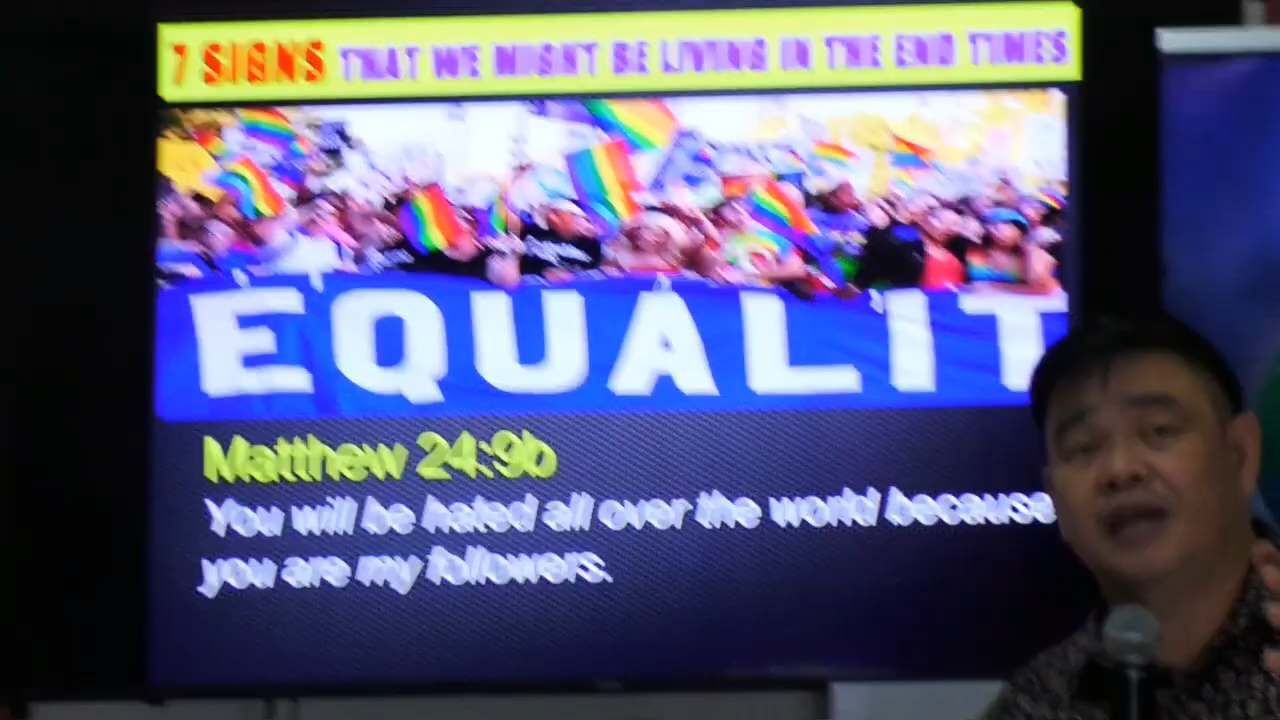 7 SIGNS THAT WE MIGHT BE LIVING IN THE END TIMES
EQUALIT
Matthew 24:9b
You will be hated all over the world because
you are my followers.